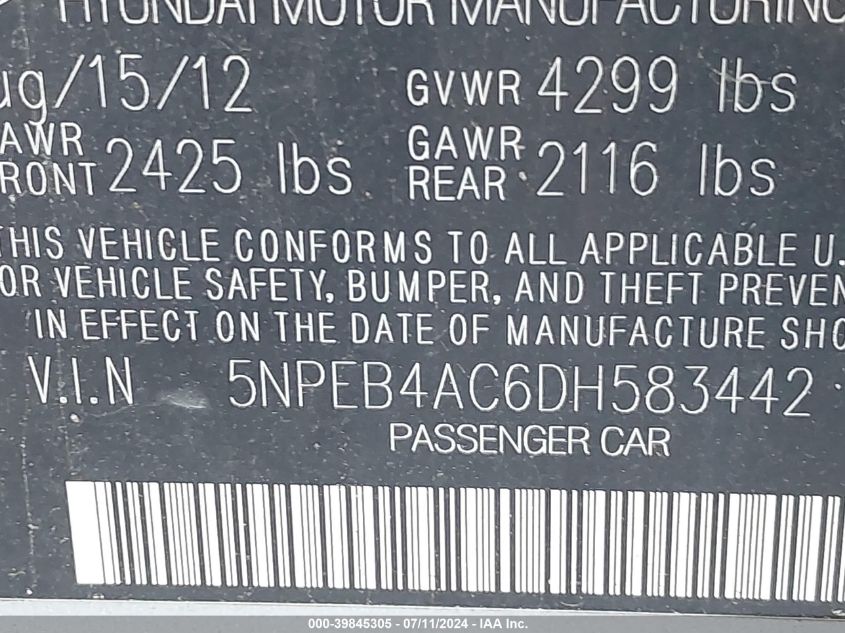 HYUNDAI MOTOR MANUFACTURING
ug/15/12 GVWR 4299 lbs
AWR FRONT 2425 lbs GAWR REAR 2116 lbs
THIS VEHICLE CONFORMS TO ALL APPLICABLE U.
OR VEHICLE SAFETY, BUMPER, AND THEFT PREVEN
IN EFFECT ON THE DATE OF MANUFACTURE SHO
V.I.N 5NPEB4AC6DH583442
PASSENGER CAR
000-39845305 - 07/11/2024 - IAA Inc.